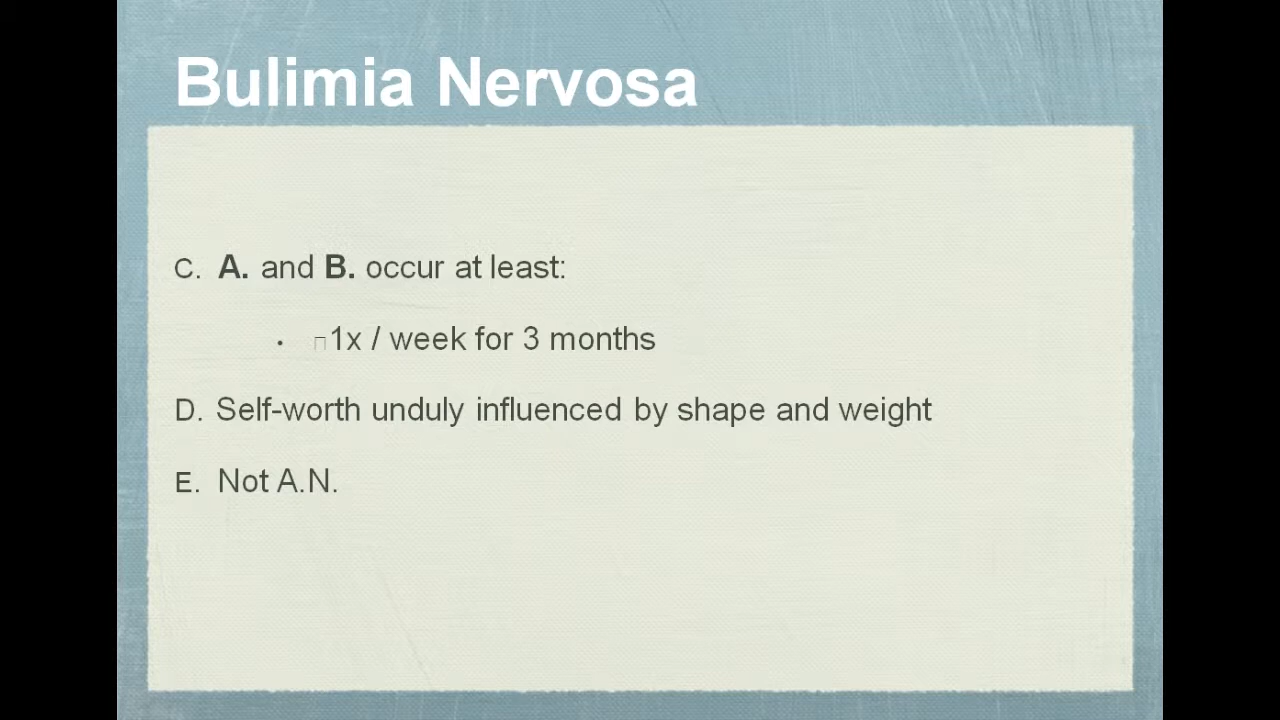 Bulimia Nervosa
C. A. and B. occur at least:
• 1x / week for 3 months
D. Self-worth unduly influenced by shape and weight
E. Not A.N.